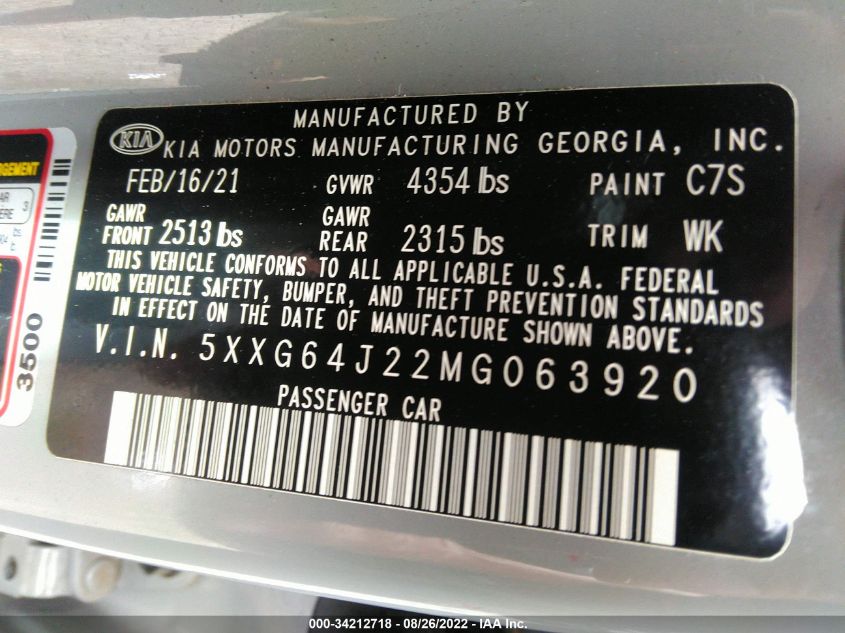 MANUFACTURED BY
KIA KIA MOTORS MANUFACTURING GEORGIA, INC.
FEB/16/21 GVWR 4354 lbs PAINT C7S
GAWR FRONT 2513 lbs GAWR REAR 2315 lbs TRIM WK
THIS VEHICLE CONFORMS TO ALL APPLICABLE U.S.A. FEDERAL
MOTOR VEHICLE SAFETY, BUMPER, AND THEFT PREVENTION STANDARDS
IN EFFECT ON THE DATE OF MANUFACTURE SHOWN ABOVE.
V.I.N. 5XXG64J22MG063920
PASSENGER CAR
3500
000-34212718 - 08/26/2022 - IAA Inc.